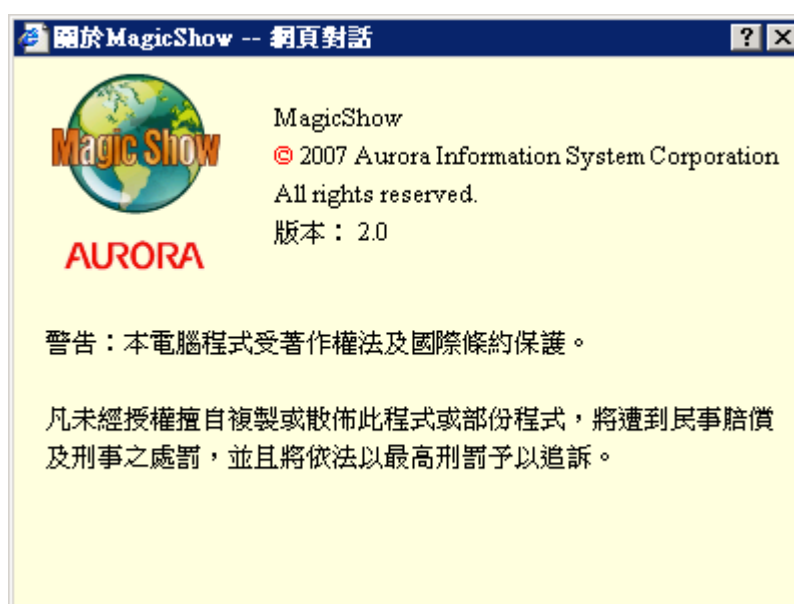 關於MagicShow -- 網頁對話
Magic Show
AURORA
MagicShow
© 2007 Aurora Information System Corporation
All rights reserved.
版本： 2.0
警告：本電腦程式受著作權法及國際條約保護。
凡未經授權擅自複製或散佈此程式或部份程式，將遭到民事賠償
及刑事之處罰，並且將依法以最高刑罰予以追訴。